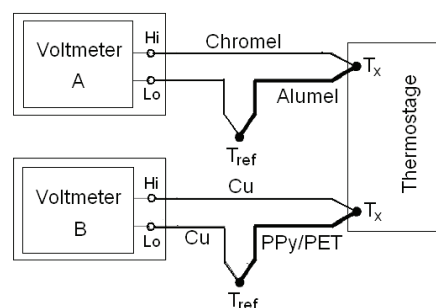 Voltmeter
A
Hi
Lo
Chromel
Alumel
Tx
Tref
Thermostage
Voltmeter
B
Hi
Lo
Cu
Cu
PPy/PET
Tx
Tref